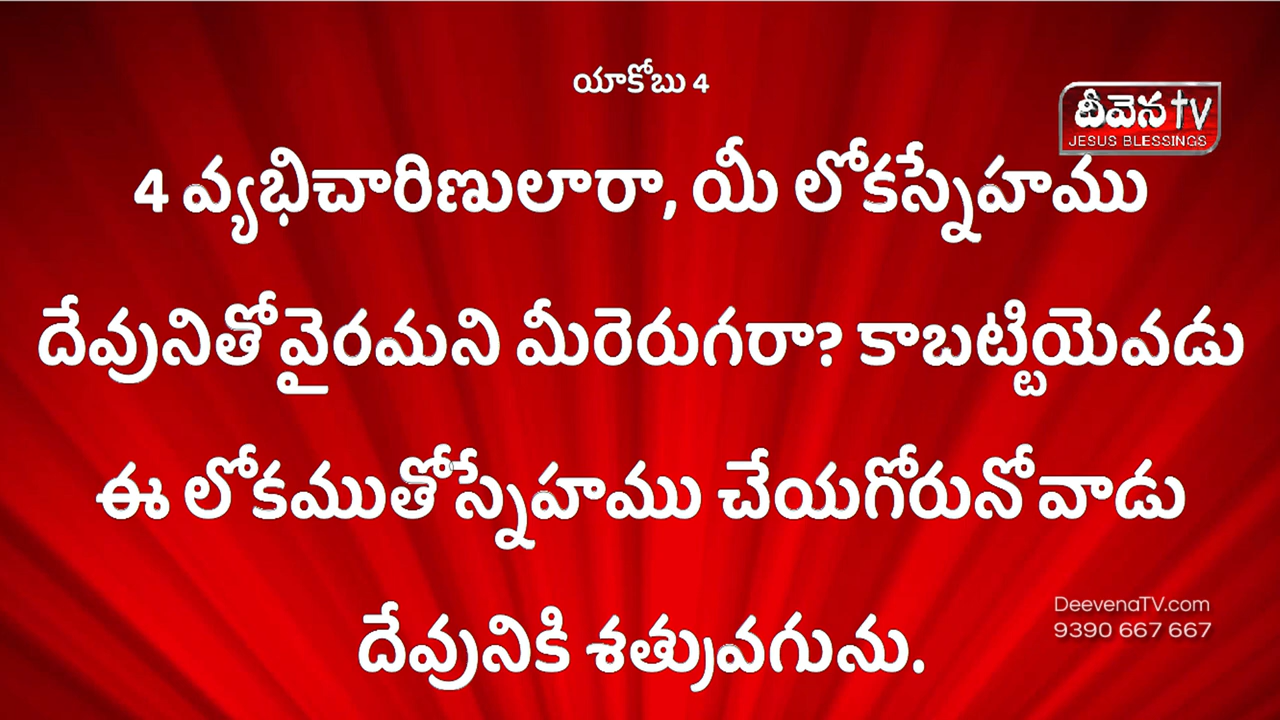 యాకోబు 4
దీవెన tv
JESUS BLESSINGS
4 వ్యభిచారిణులారా, యీ లోకస్నేహము
దేవునితో వైరమని మీరెరుగరా? కాబట్టియెవడు
ఈ లోకముతోస్నేహము చేయగోరునోవాడు
దేవునికి శత్రువగును.
DeevenaTV.com
9390 667 667